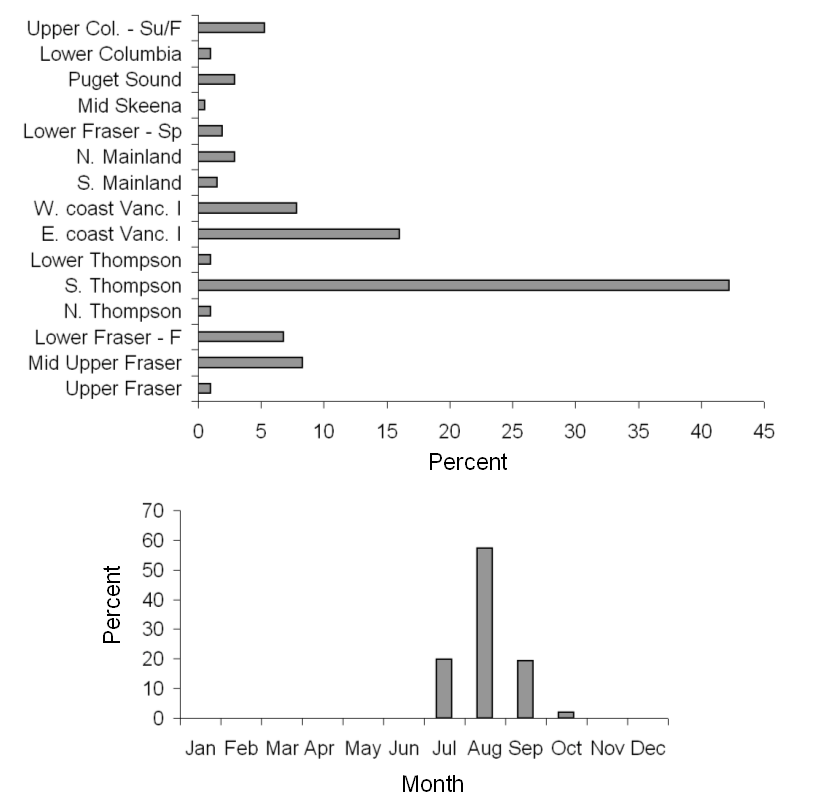 Upper Col. - Su/F
Lower Columbia
Puget Sound
Mid Skeena
Lower Fraser - Sp
N. Mainland
S. Mainland
W. coast Vanc. I
E. coast Vanc. I
Lower Thompson
S. Thompson
N. Thompson
Lower Fraser - F
Mid Upper Fraser
Upper Fraser
0 5 10 15 20 25 30 35 40 45
Percent
70
60
50
40
30
20
10
0
Percent
Jan Feb Mar Apr May Jun Jul Aug Sep Oct Nov Dec
Month